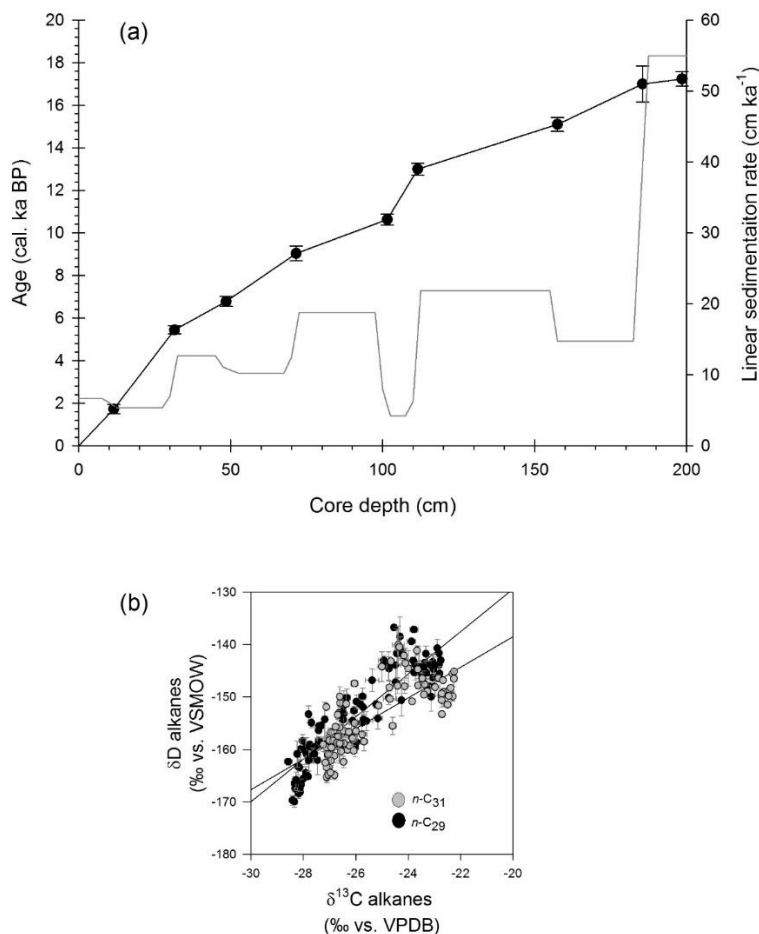 (a)
Age (cal. ka BP)
20
18
16
14
12
10
8
6
4
2
0
Linear sedimentaiton rate (cm ka⁻¹)
60
50
40
30
20
10
0
0 50 100 150 200
Core depth (cm)
(b)
δD alkanes
(‰ vs. VSMOW)
-130
-140
-150
-160
-170
-180
n-C₃₁
n-C₂₉
-30 -28 -26 -24 -22 -20
δ¹³C alkanes
(‰ vs. VPDB)